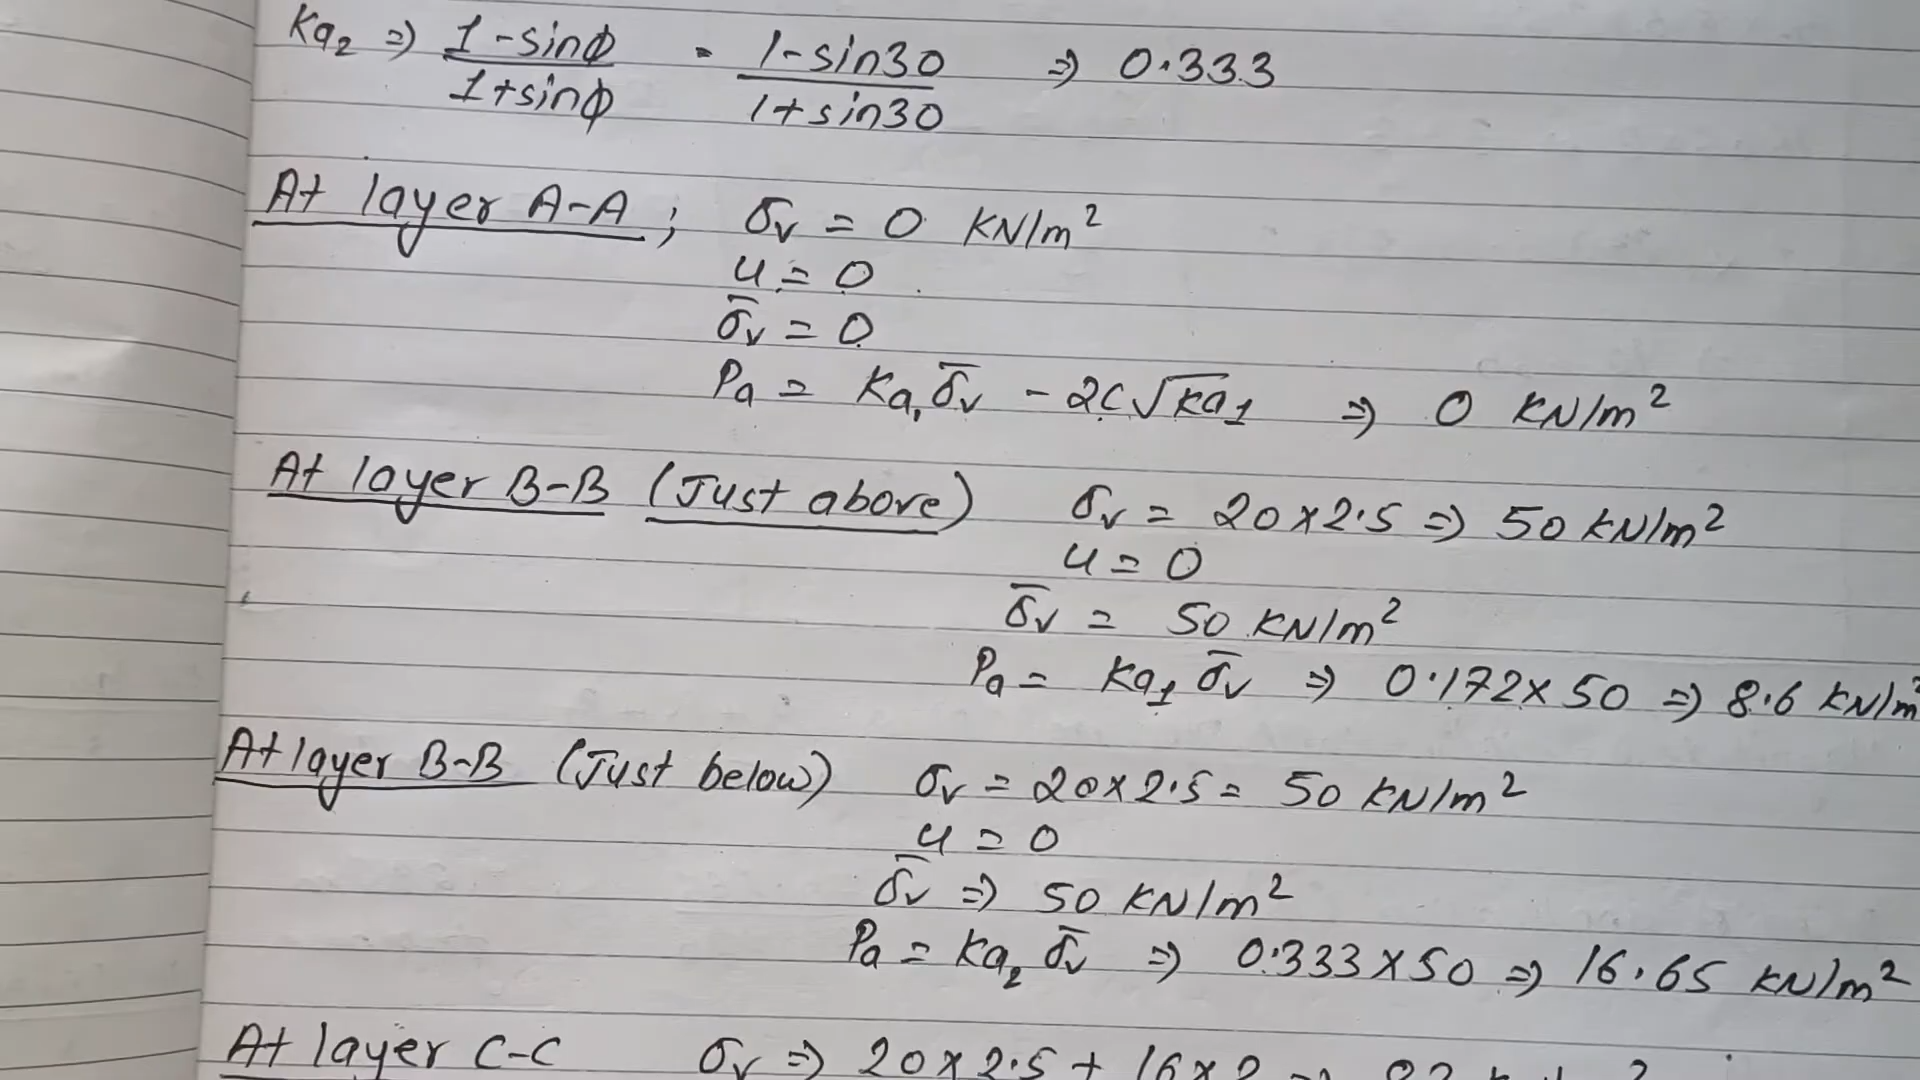 Ka2 ⇒ 1-sinφ / 1+sinφ = 1-sin30 / 1+sin30 ⇒ 0.333
At layer A-A ; σv = 0 KN/m²
u = 0
σ̄v = 0
Pa = Ka1 σ̄v - 2C√Ka1 ⇒ 0 KN/m²
At layer B-B (Just above) σv = 20×2.5 ⇒ 50 KN/m²
u = 0
σ̄v = 50 KN/m²
Pa = Ka1 σ̄v ⇒ 0.172×50 ⇒ 8.6 KN/m²
At layer B-B (Just below) σv = 20×2.5 = 50 KN/m²
u = 0
σ̄v ⇒ 50 KN/m²
Pa = Ka2 σ̄v ⇒ 0.333×50 ⇒ 16.65 KN/m²
At layer C-C σv ⇒ 20×2.5 + 16×2